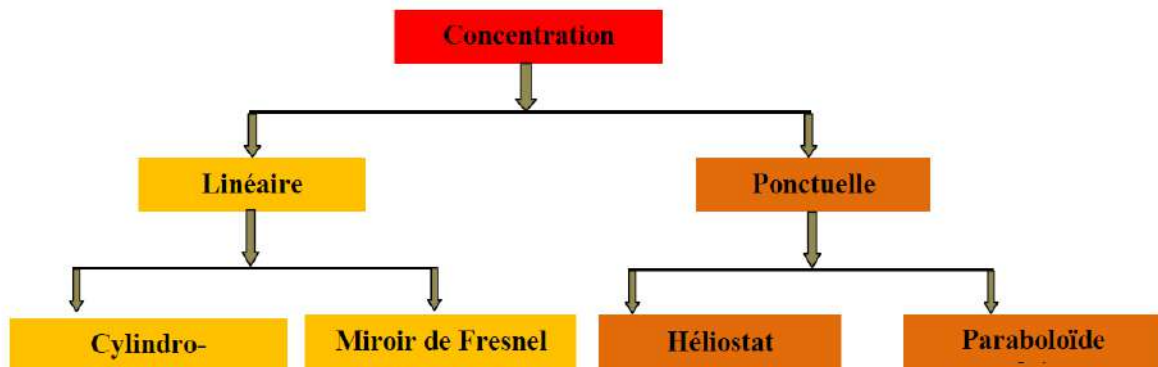 Concentration
Linéaire
Ponctuelle
Cylindro-
Miroir de Fresnel
Héliostat
Paraboloïde